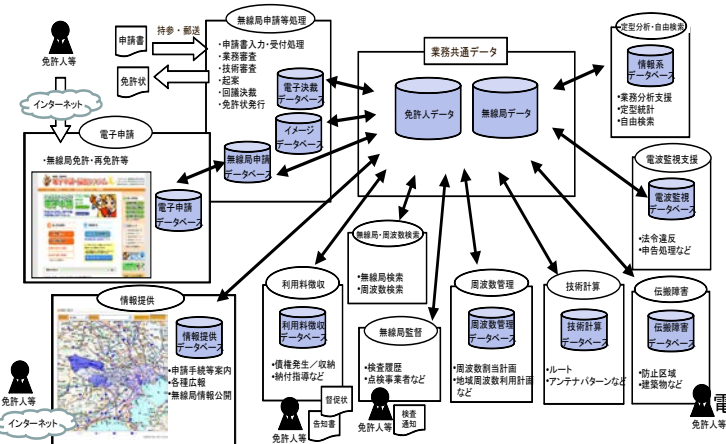 申請書
持参・郵送
免許人等
免許状
インターネット
無線局申請等処理
・申請書入力・受付処理
・業務審査
・技術審査
・起案
・回議決裁
・免許状発行
電子決裁
データベース
イメージ
データベース
無線局申請
データベース
電子申請
・無線局免許・再免許等
電子申請
データベース
業務共通データ
免許人データ
無線局データ
定型分析・自由検索
情報系
データベース
・業務分析支援
・定型統計
・自由検索
電波監視支援
電波監視
データベース
・法令違反
・申告処理など
情報提供
情報提供
データベース
・申請手続等案内
・各種広報
・無線局情報公開
免許人等
インターネット
利用料徴収
利用料徴収
データベース
・債権発生/収納
・納付指導など
督促状
告知書
免許人等
無線局・周波数検索
・無線局検索
・周波数検索
無線局監督
・検査履歴
・点検事業者など
検査
通知
免許人等
周波数管理
周波数管理
データベース
・周波数割当計画
・地域周波数利用計画
など
技術計算
技術計算
データベース
・ルート
・アンテナパターンなど
伝搬障害
伝搬障害
データベース
・防止区域
・建築物など
免許人等
電